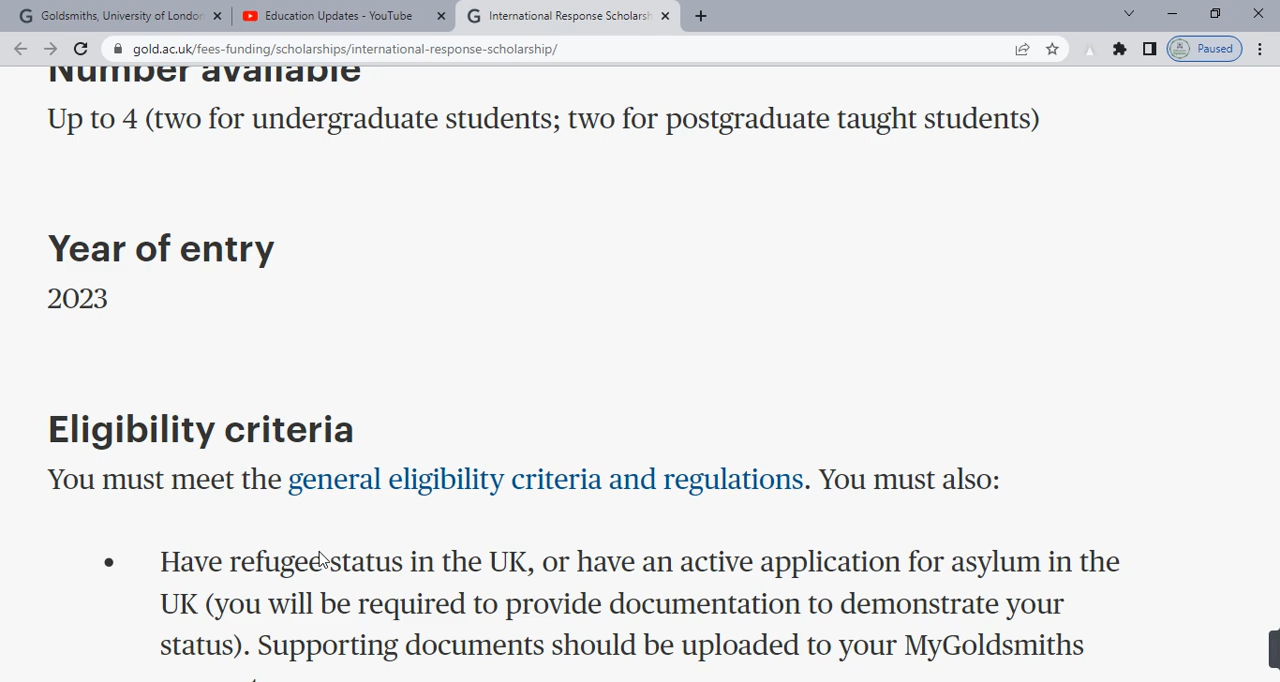 Goldsmiths, University of London
Education Updates - YouTube
International Response Scholarsh
gold.ac.uk/fees-funding/scholarships/international-response-scholarship/
Paused
Number available
Up to 4 (two for undergraduate students; two for postgraduate taught students)
Year of entry
2023
Eligibility criteria
You must meet the general eligibility criteria and regulations. You must also:
• Have refugee status in the UK, or have an active application for asylum in the
UK (you will be required to provide documentation to demonstrate your
status). Supporting documents should be uploaded to your MyGoldsmiths